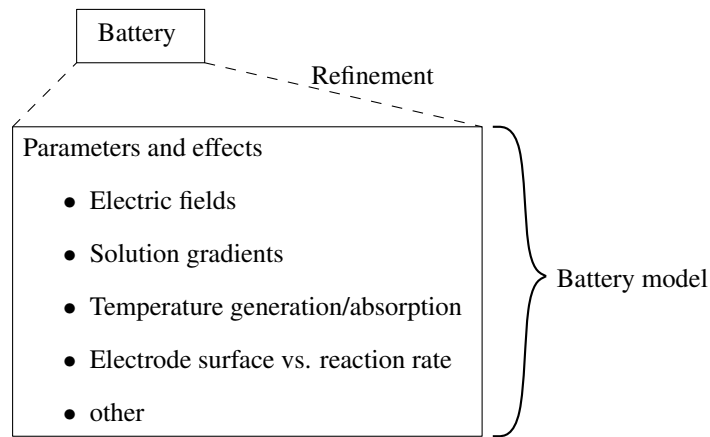 Battery
Refinement
Parameters and effects
• Electric fields
• Solution gradients
• Temperature generation/absorption
• Electrode surface vs. reaction rate
• other
Battery model